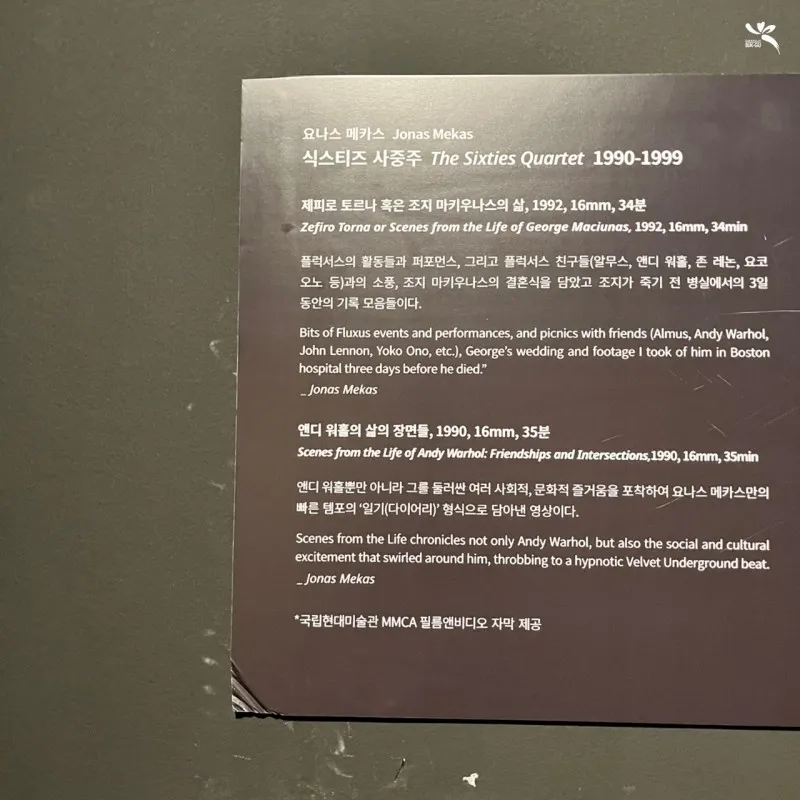 요나스 메카스 Jonas Mekas
식스티즈 사중주 The Sixties Quartet 1990-1999
제피로 토르나 혹은 조지 마키우나스의 삶, 1992, 16mm, 34분
Zefiro Torna or Scenes from the Life of George Maciunas, 1992, 16mm, 34min
플럭서스의 활동들과 퍼포먼스, 그리고 플럭서스 친구들(알무스, 앤디 워홀, 존 레논, 요코
오노 등)과의 소풍, 조지 마키우나스의 결혼식을 담았고 조지가 죽기 전 병실에서의 3일
동안의 기록 모음들이다.
Bits of Fluxus events and performances, and picnics with friends (Almus, Andy Warhol,
John Lennon, Yoko Ono, etc.), George's wedding and footage I took of him in Boston
hospital three days before he died."
_ Jonas Mekas
앤디 워홀의 삶의 장면들, 1990, 16mm, 35분
Scenes from the Life of Andy Warhol: Friendships and Intersections,1990, 16mm, 35min
앤디 워홀뿐만 아니라 그를 둘러싼 여러 사회적, 문화적 즐거움을 포착하여 요나스 메카스만의
빠른 템포의 '일기(다이어리)' 형식으로 담아낸 영상이다.
Scenes from the Life chronicles not only Andy Warhol, but also the social and cultural
excitement that swirled around him, throbbing to a hypnotic Velvet Underground beat.
_ Jonas Mekas
*국립현대미술관 MMCA 필름앤비디오 자막 제공